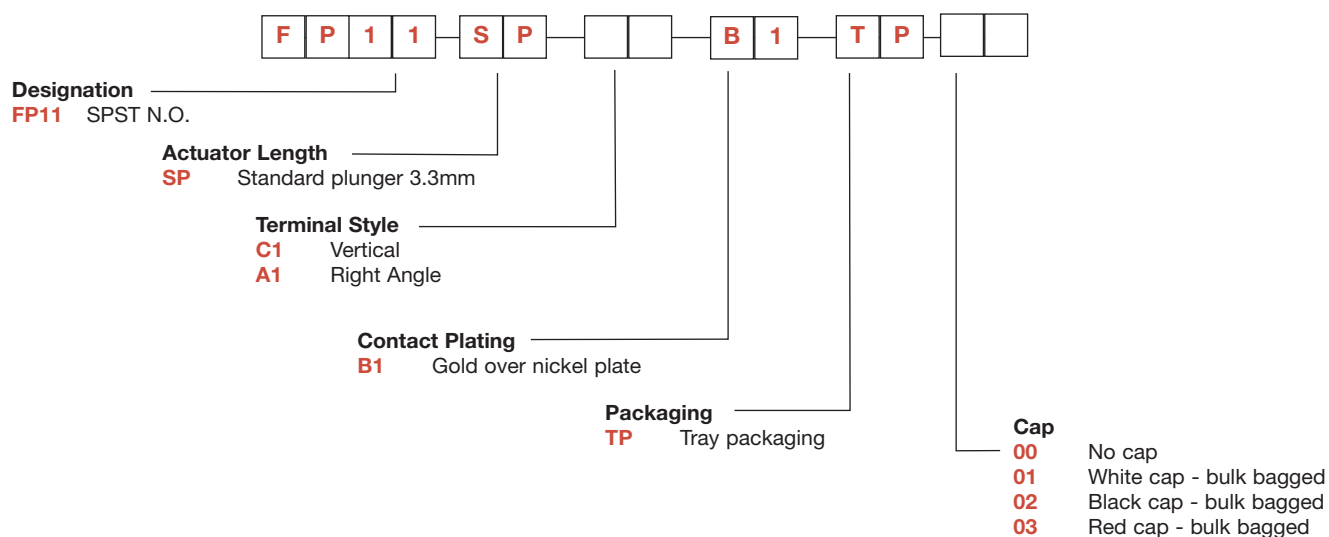 F P 1 1 S P B 1 T P
Designation
FP11 SPST N.O.
Actuator Length
SP Standard plunger 3.3mm
Terminal Style
C1 Vertical
A1 Right Angle
Contact Plating
B1 Gold over nickel plate
Packaging
TP Tray packaging
Cap
00 No cap
01 White cap - bulk bagged
02 Black cap - bulk bagged
03 Red cap - bulk bagged